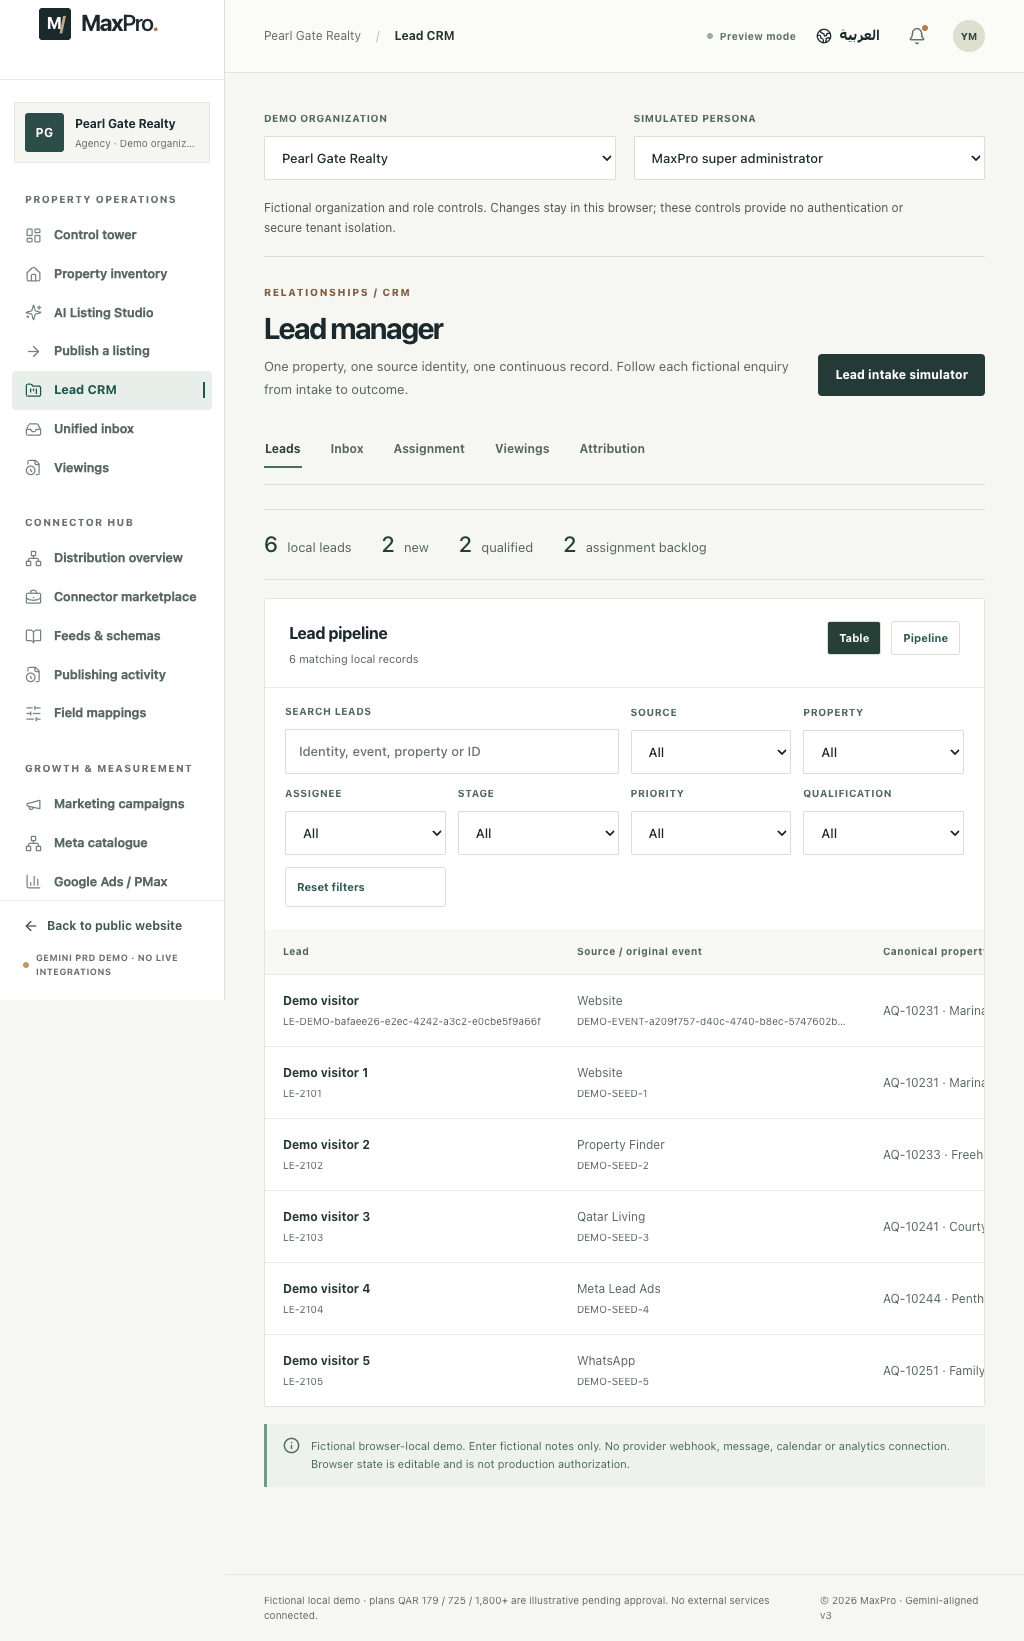 M/ MaxPro.
PG
Pearl Gate Realty
Agency · Demo organiz...
PROPERTY OPERATIONS
Control tower
Property inventory
AI Listing Studio
Publish a listing
Lead CRM
Unified inbox
Viewings
CONNECTOR HUB
Distribution overview
Connector marketplace
Feeds & schemas
Publishing activity
Field mappings
GROWTH & MEASUREMENT
Marketing campaigns
Meta catalogue
Google Ads / PMax
Back to public website
GEMINI PRD DEMO · NO LIVE
INTEGRATIONS
Pearl Gate Realty / Lead CRM
Preview mode
العربية
YM
DEMO ORGANIZATION
Pearl Gate Realty
SIMULATED PERSONA
MaxPro super administrator
Fictional organization and role controls. Changes stay in this browser; these controls provide no authentication or
secure tenant isolation.
RELATIONSHIPS / CRM
Lead manager
One property, one source identity, one continuous record. Follow each fictional enquiry
from intake to outcome.
Lead intake simulator
Leads Inbox Assignment Viewings Attribution
6 local leads 2 new 2 qualified 2 assignment backlog
Lead pipeline
6 matching local records
Table Pipeline
SEARCH LEADS SOURCE PROPERTY
Identity, event, property or ID All All
ASSIGNEE STAGE PRIORITY QUALIFICATION
All All All All
Reset filters
Lead Source / original event Canonical property
Demo visitor Website
LE-DEMO-bafaee26-e2ec-4242-a3c2-e0cbe5f9a66f DEMO-EVENT-a209f757-d40c-4740-b8ec-5747602b...
AQ-10231 · Marina
Demo visitor 1 Website
LE-2101 DEMO-SEED-1
AQ-10231 · Marina
Demo visitor 2 Property Finder
LE-2102 DEMO-SEED-2
AQ-10233 · Freeh
Demo visitor 3 Qatar Living
LE-2103 DEMO-SEED-3
AQ-10241 · Courty
Demo visitor 4 Meta Lead Ads
LE-2104 DEMO-SEED-4
AQ-10244 · Penth
Demo visitor 5 WhatsApp
LE-2105 DEMO-SEED-5
AQ-10251 · Family
Fictional browser-local demo. Enter fictional notes only. No provider webhook, message, calendar or analytics connection.
Browser state is editable and is not production authorization.
Fictional local demo · plans QAR 179 / 725 / 1,800+ are illustrative pending approval. No external services
connected.
© 2026 MaxPro · Gemini-aligned
v3